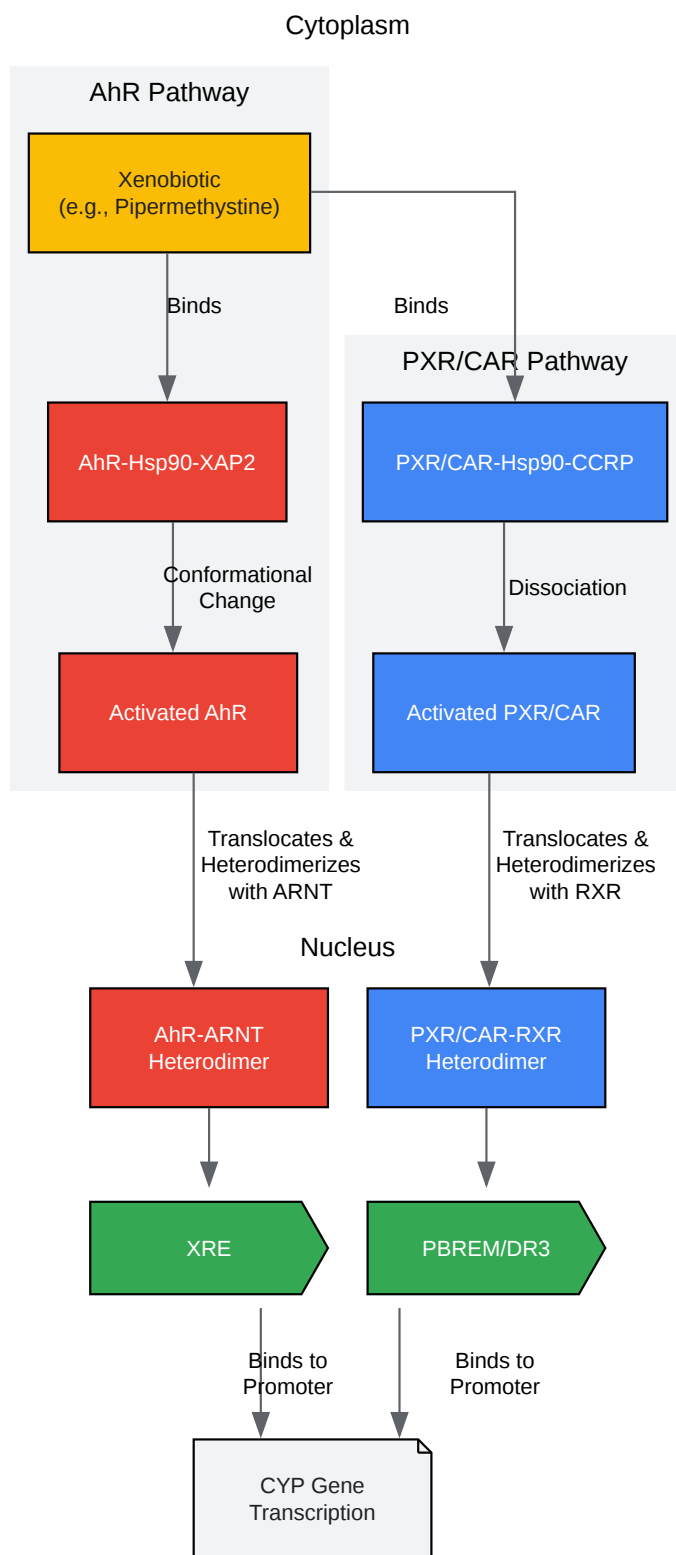 Cytoplasm
AhR Pathway
Xenobiotic
(e.g., Pipermethystine)
Binds
Binds
PXR/CAR Pathway
AhR-Hsp90-XAP2
PXR/CAR-Hsp90-CCRP
Conformational
Change
Dissociation
Activated AhR
Activated PXR/CAR
Translocates &
Heterodimerizes
with ARNT
Translocates &
Heterodimerizes
with RXR
Nucleus
AhR-ARNT
Heterodimer
PXR/CAR-RXR
Heterodimer
XRE
PBREM/DR3
Binds to
Promoter
Binds to
Promoter
CYP Gene
Transcription